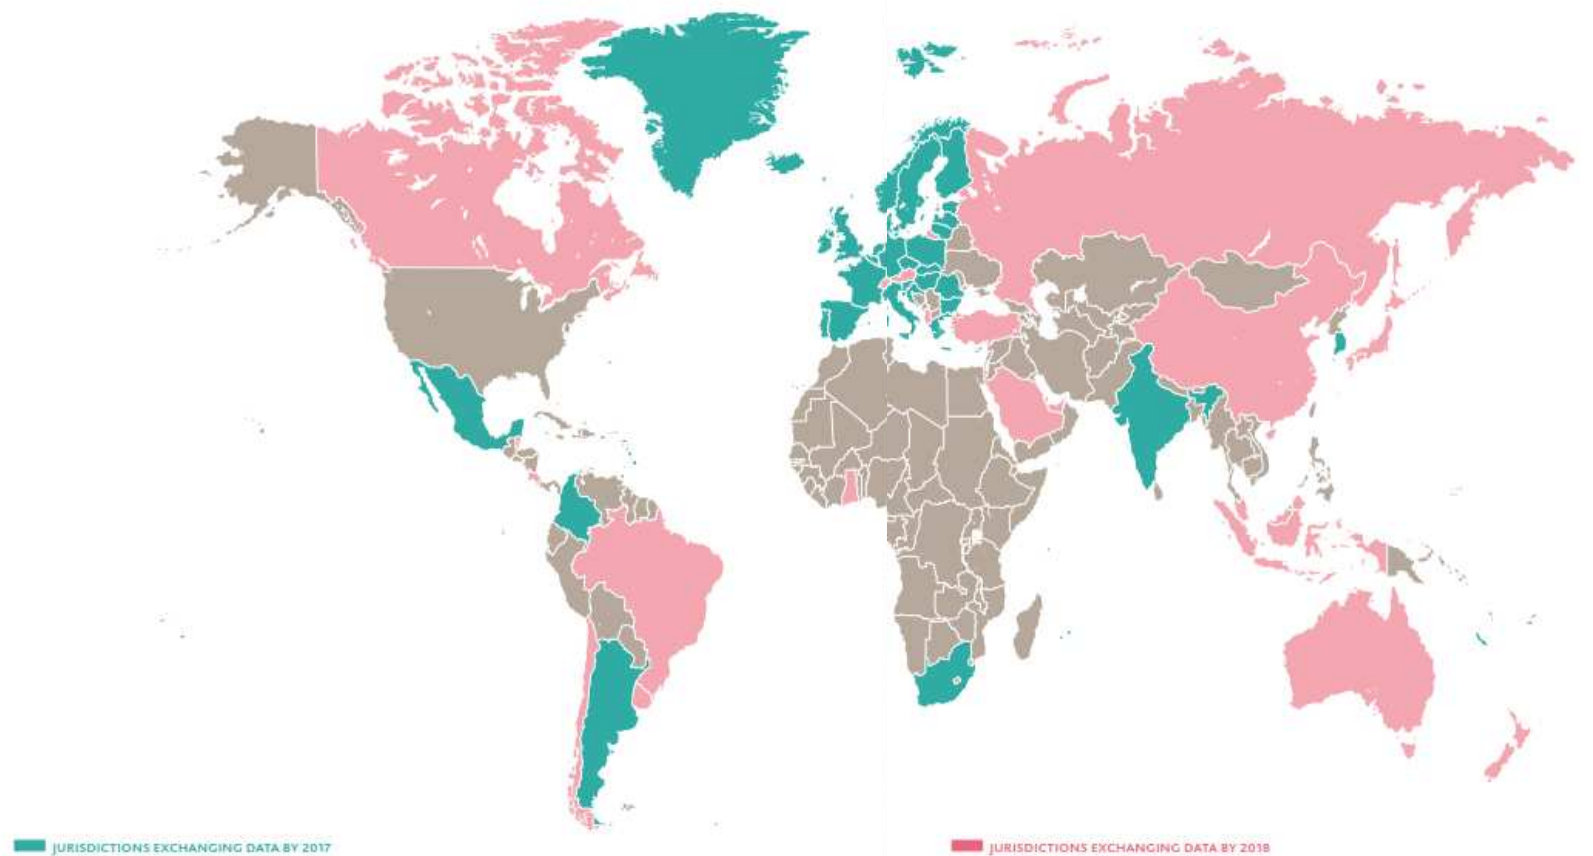 JURISDICTIONS EXCHANGING DATA BY 2017
JURISDICTIONS EXCHANGING DATA BY 2018